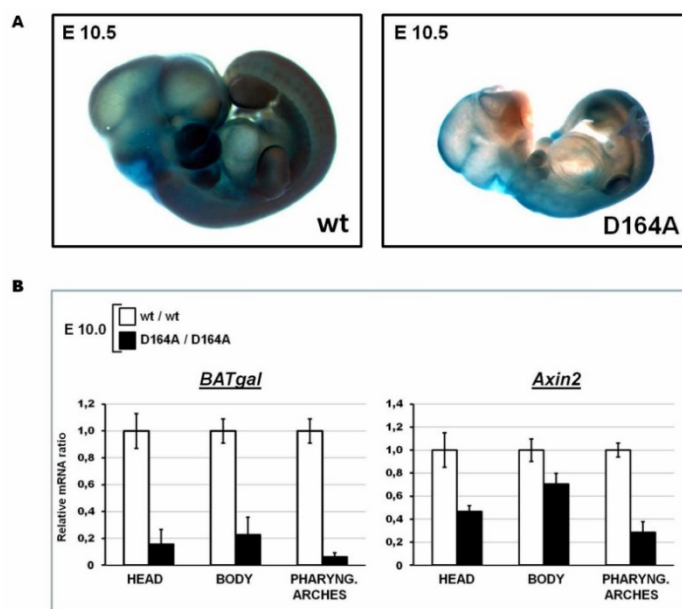 A
E 10.5
wt
E 10.5
D164A
B
E 10.0
wt / wt
D164A / D164A
BATgal
Relative mRNA ratio
1,2
1,0
0,8
0,6
0,4
0,2
0
HEAD
BODY
PHARYNG.
ARCHES
Axin2
1,4
1,2
1,0
0,8
0,6
0,4
0,2
0
HEAD
BODY
PHARYNG.
ARCHES